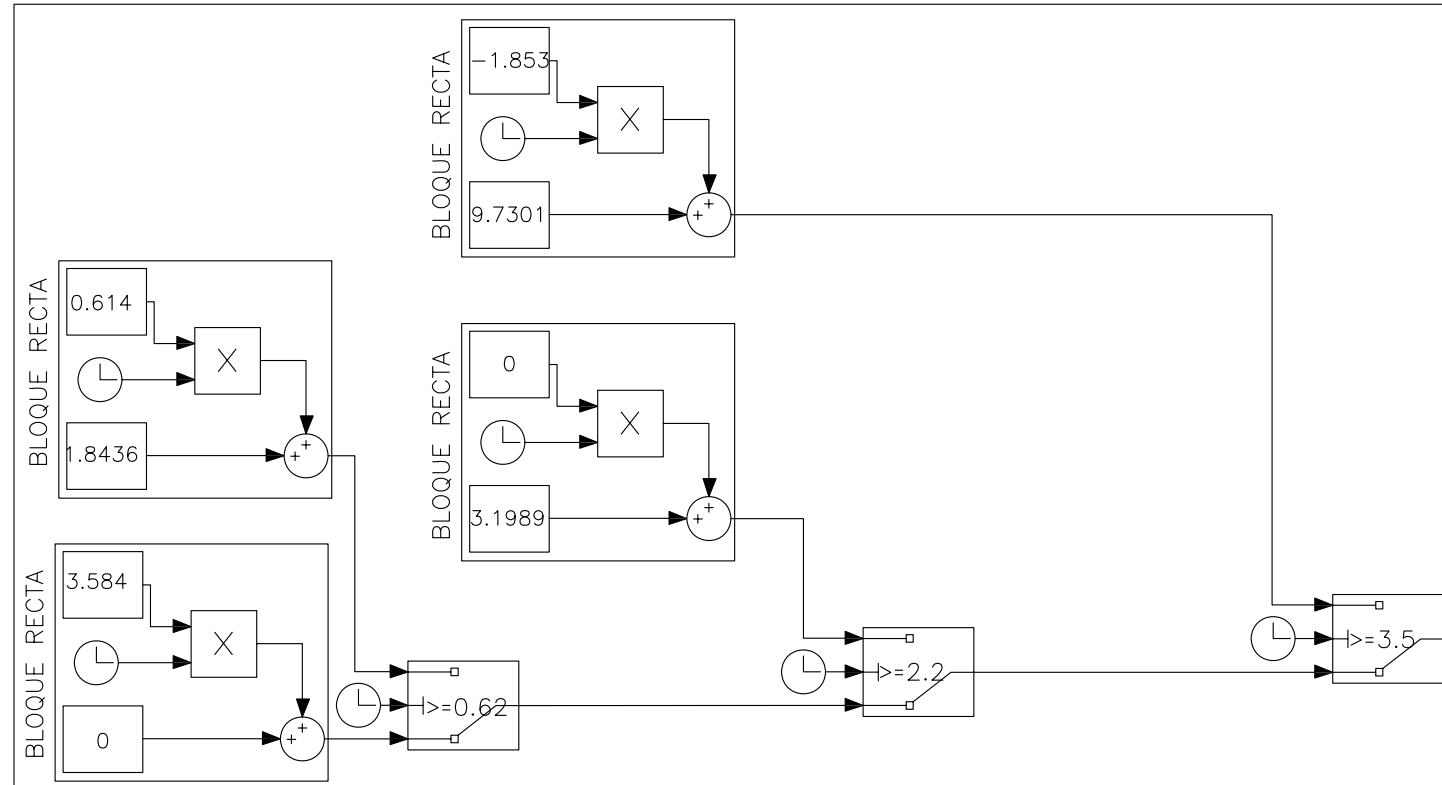 BLOQUE RECTA
−1.853
X
+
+
9.7301
BLOQUE RECTA
0.614
X
+
+
1.8436
BLOQUE RECTA
0
X
+
+
3.1989
BLOQUE RECTA
3.584
X
+
+
0
>=0.62
>=2.2
>=3.5